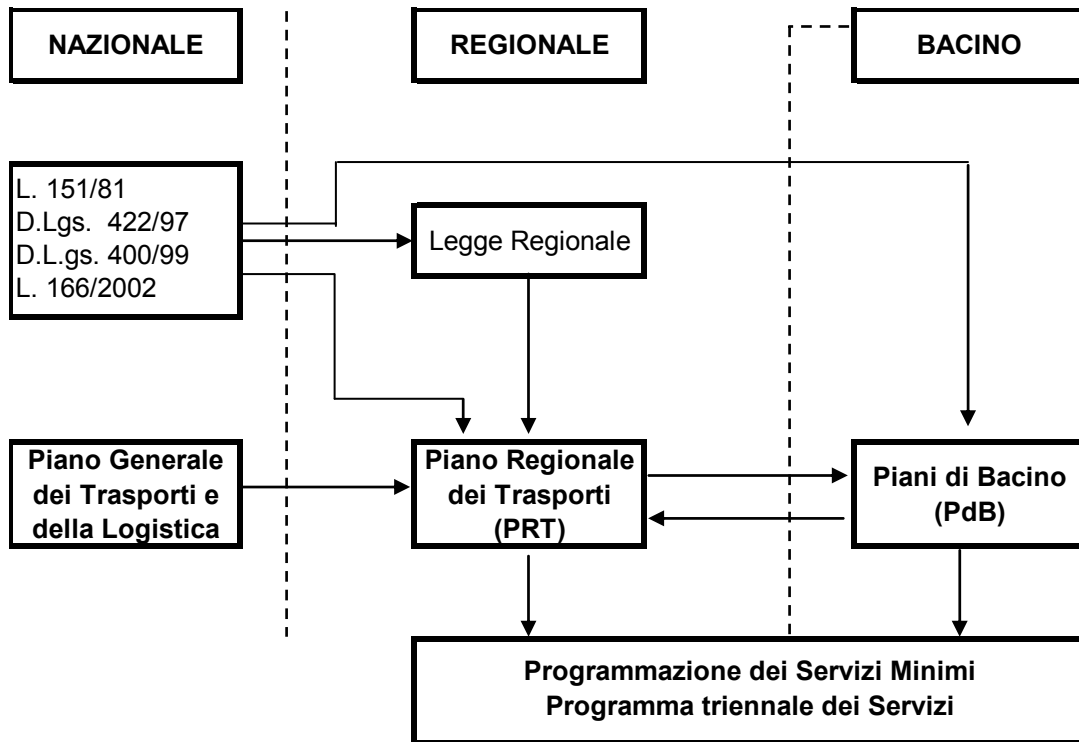 NAZIONALE
REGIONALE
BACINO
L. 151/81
D.Lgs. 422/97
D.L.gs. 400/99
L. 166/2002
Legge Regionale
Piano Generale
dei Trasporti e
della Logistica
Piano Regionale
dei Trasporti
(PRT)
Piani di Bacino
(PdB)
Programmazione dei Servizi Minimi
Programma triennale dei Servizi